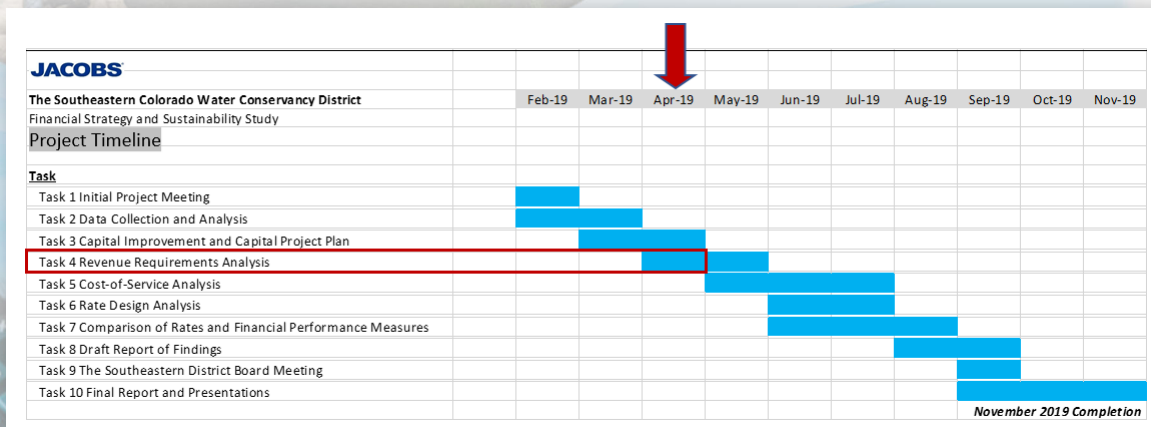 JACOBS
The Southeastern Colorado Water Conservancy District Feb-19 Mar-19 Apr-19 May-19 Jun-19 Jul-19 Aug-19 Sep-19 Oct-19 Nov-19
Financial Strategy and Sustainability Study
Project Timeline
Task
Task 1 Initial Project Meeting
Task 2 Data Collection and Analysis
Task 3 Capital Improvement and Capital Project Plan
Task 4 Revenue Requirements Analysis
Task 5 Cost-of-Service Analysis
Task 6 Rate Design Analysis
Task 7 Comparison of Rates and Financial Performance Measures
Task 8 Draft Report of Findings
Task 9 The Southeastern District Board Meeting
Task 10 Final Report and Presentations
November 2019 Completion